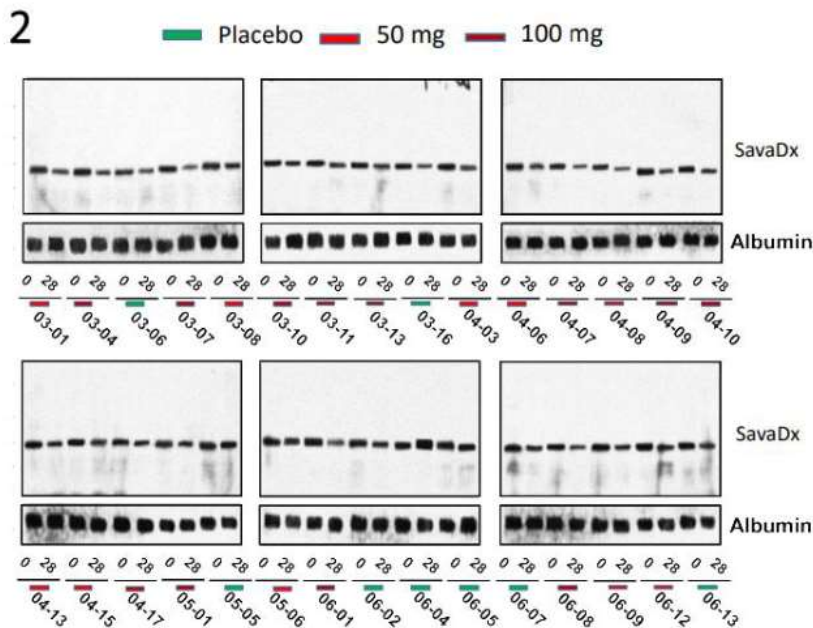 2
Placebo 50 mg 100 mg
SavaDx
Albumin
0 28 0 28 0 28 0 28 0 28 0 28 0 28 0 28 0 28 0 28 0 28 0 28 0 28 0 28 0 28
03-01 03-04 03-06 03-07 03-08 03-10 03-11 03-13 03-16 04-03 04-06 04-07 04-08 04-09 04-10
SavaDx
Albumin
0 28 0 28 0 28 0 28 0 28 0 28 0 28 0 28 0 28 0 28 0 28 0 28 0 28 0 28 0 28
04-13 04-15 04-17 05-01 05-05 05-06 06-01 06-02 06-04 06-05 06-07 06-08 06-09 06-12 06-13